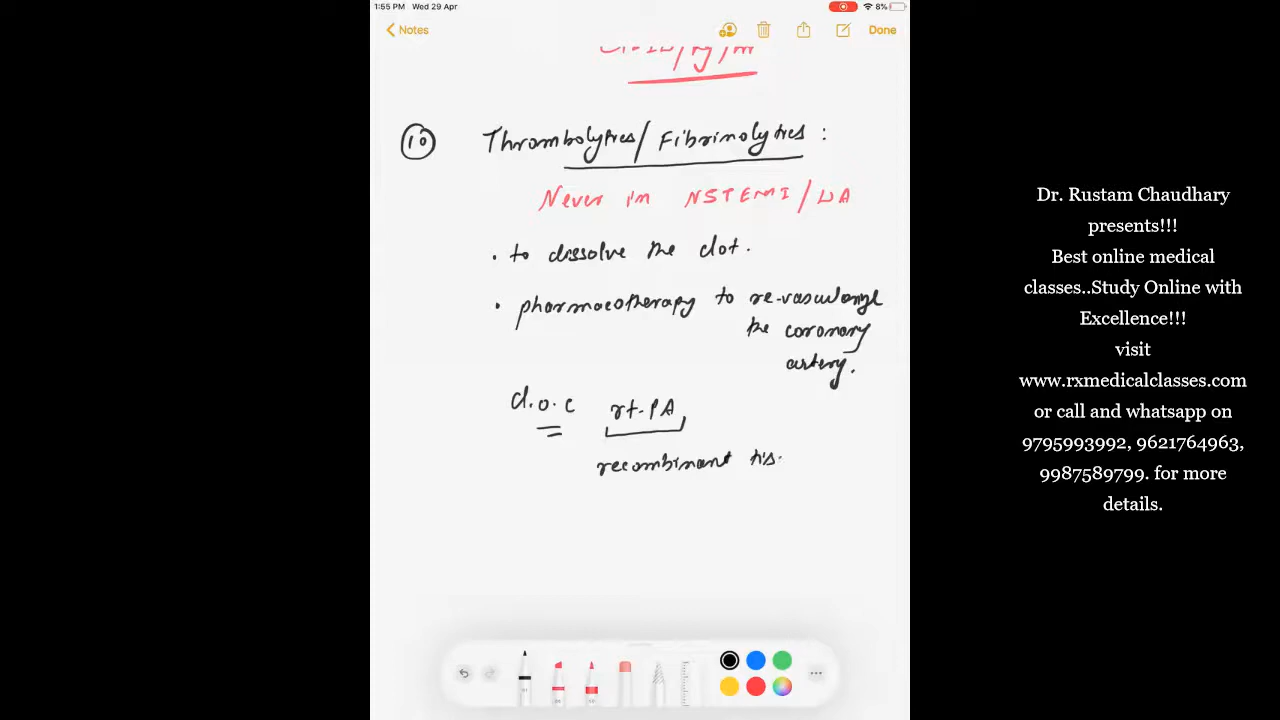 1:55 PM Wed 29 Apr
8%
Notes
Done
10 Thrombolytics/Fibrinolytics :
Never in NSTEMI/UA
• to dissolve the clot.
• pharmacotherapy to re-vascularize
the coronary
artery.
d.o.c rt-PA
recombinant tis
Dr. Rustam Chaudhary
presents!!!
Best online medical
classes..Study Online with
Excellence!!!
visit
www.rxmedicalclasses.com
or call and whatsapp on
9795993992, 9621764963,
9987589799. for more
details.